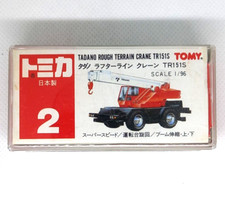 トミカ
日本製
2
TADANO ROUGH TERRAIN CRANE TR151S
TOMY.
タダノ ラフターライン クレーン TR151S
SCALE 1/96
スーパースピード/運転台旋回/ブーム伸縮・上/下